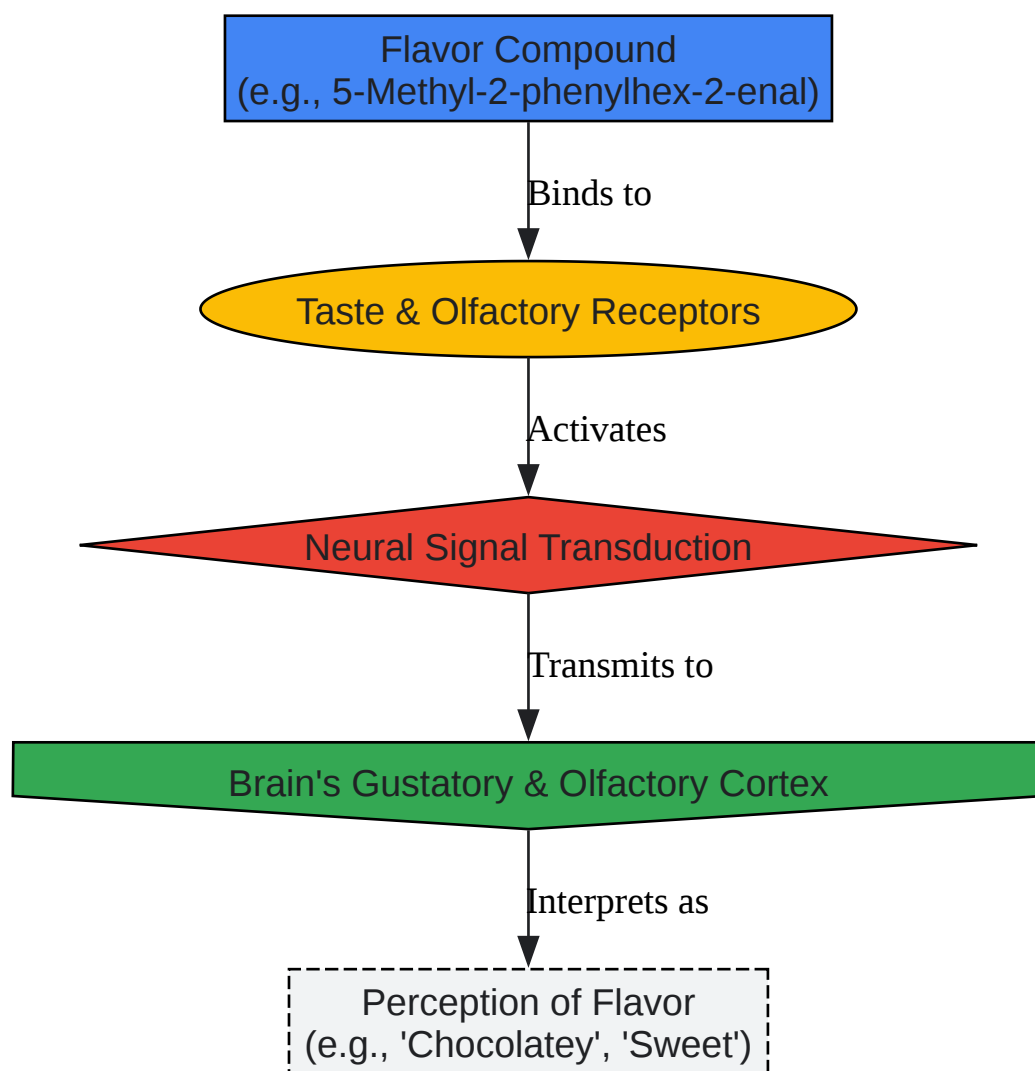 Flavor Compound
(e.g., 5-Methyl-2-phenylhex-2-enal)
Binds to
Taste & Olfactory Receptors
Activates
Neural Signal Transduction
Transmits to
Brain's Gustatory & Olfactory Cortex
Interprets as
Perception of Flavor
(e.g., 'Chocolatey', 'Sweet')